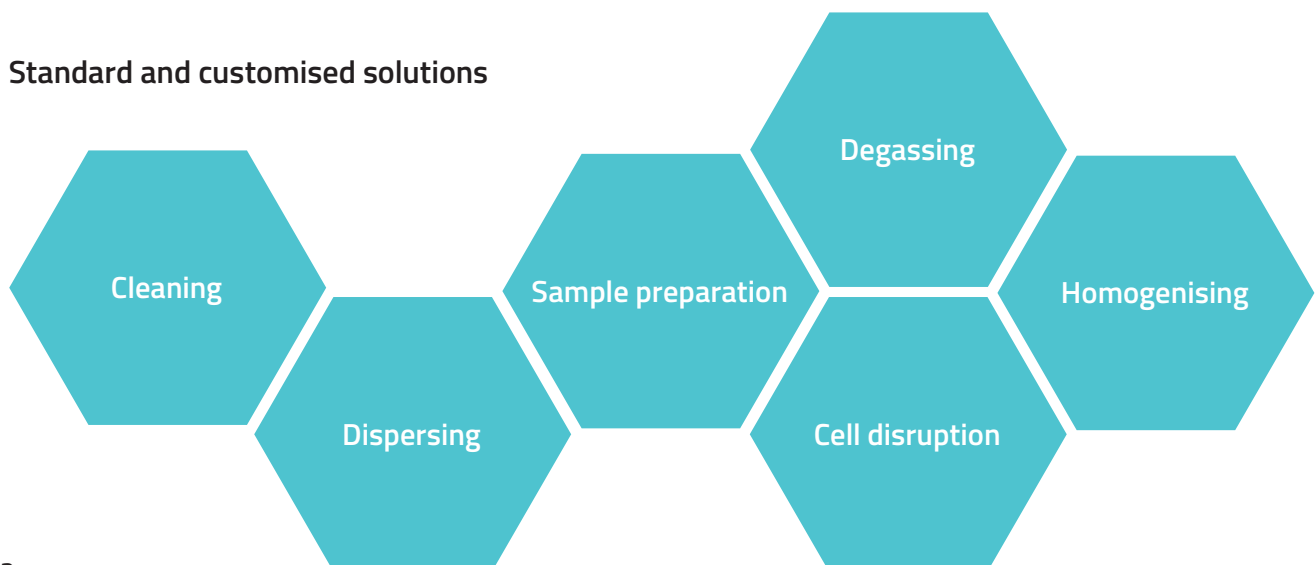 Standard and customised solutions
Degassing
Cleaning
Sample preparation
Homogenising
Dispersing
Cell disruption